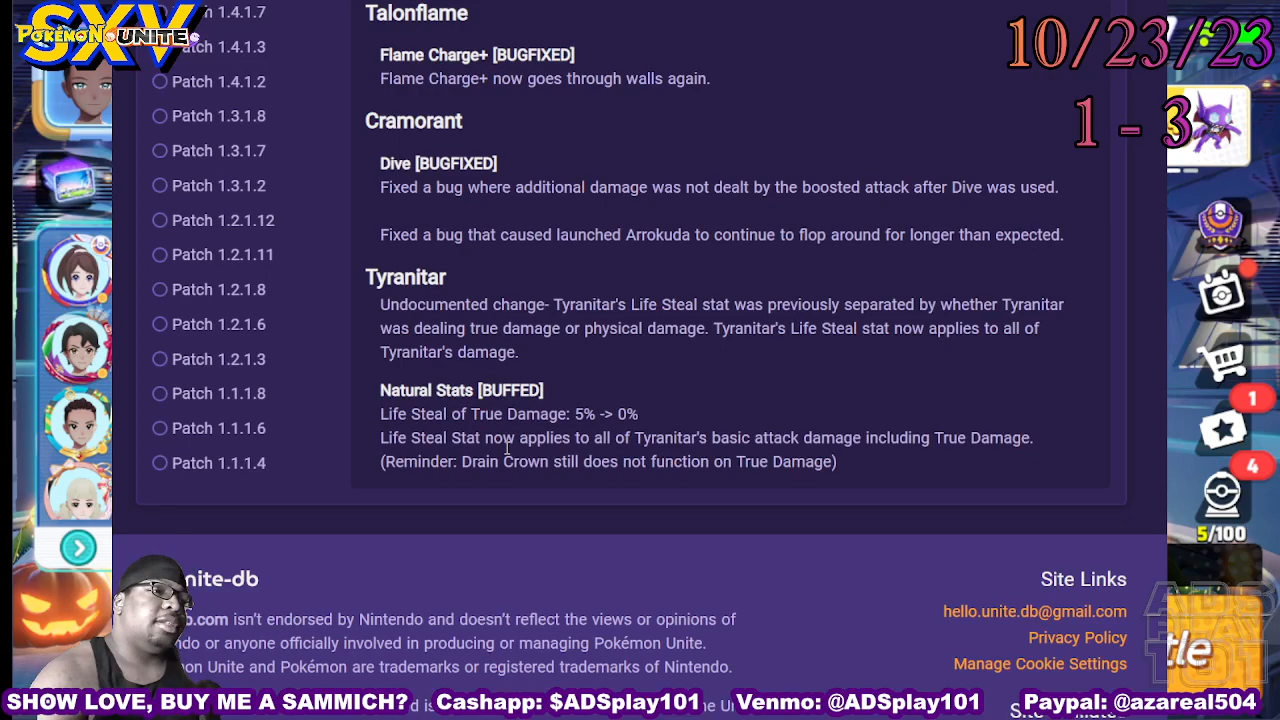 SXV
POKÉMON UNITE
10/23/23
1 - 3
Patch 1.4.1.7
Patch 1.4.1.3
Patch 1.4.1.2
Patch 1.3.1.8
Patch 1.3.1.7
Patch 1.3.1.2
Patch 1.2.1.12
Patch 1.2.1.11
Patch 1.2.1.8
Patch 1.2.1.6
Patch 1.2.1.3
Patch 1.1.1.8
Patch 1.1.1.6
Patch 1.1.1.4
Talonflame
Flame Charge+ [BUGFIXED]
Flame Charge+ now goes through walls again.
Cramorant
Dive [BUGFIXED]
Fixed a bug where additional damage was not dealt by the boosted attack after Dive was used.
Fixed a bug that caused launched Arrokuda to continue to flop around for longer than expected.
Tyranitar
Undocumented change- Tyranitar's Life Steal stat was previously separated by whether Tyranitar
was dealing true damage or physical damage. Tyranitar's Life Steal stat now applies to all of
Tyranitar's damage.
Natural Stats [BUFFED]
Life Steal of True Damage: 5% -> 0%
Life Steal Stat now applies to all of Tyranitar's basic attack damage including True Damage.
(Reminder: Drain Crown still does not function on True Damage)
1
4
5/100
nite-db
.com isn't endorsed by Nintendo and doesn't reflect the views or opinions of
ndo or anyone officially involved in producing or managing Pokémon Unite.
on Unite and Pokémon are trademarks or registered trademarks of Nintendo.
Site Links
hello.unite.db@gmail.com
Privacy Policy
Manage Cookie Settings
ADS
PLAY
101
tle
SHOW LOVE, BUY ME A SAMMICH? Cashapp: $ADSplay101 Venmo: @ADSplay101 Paypal: @azareal504